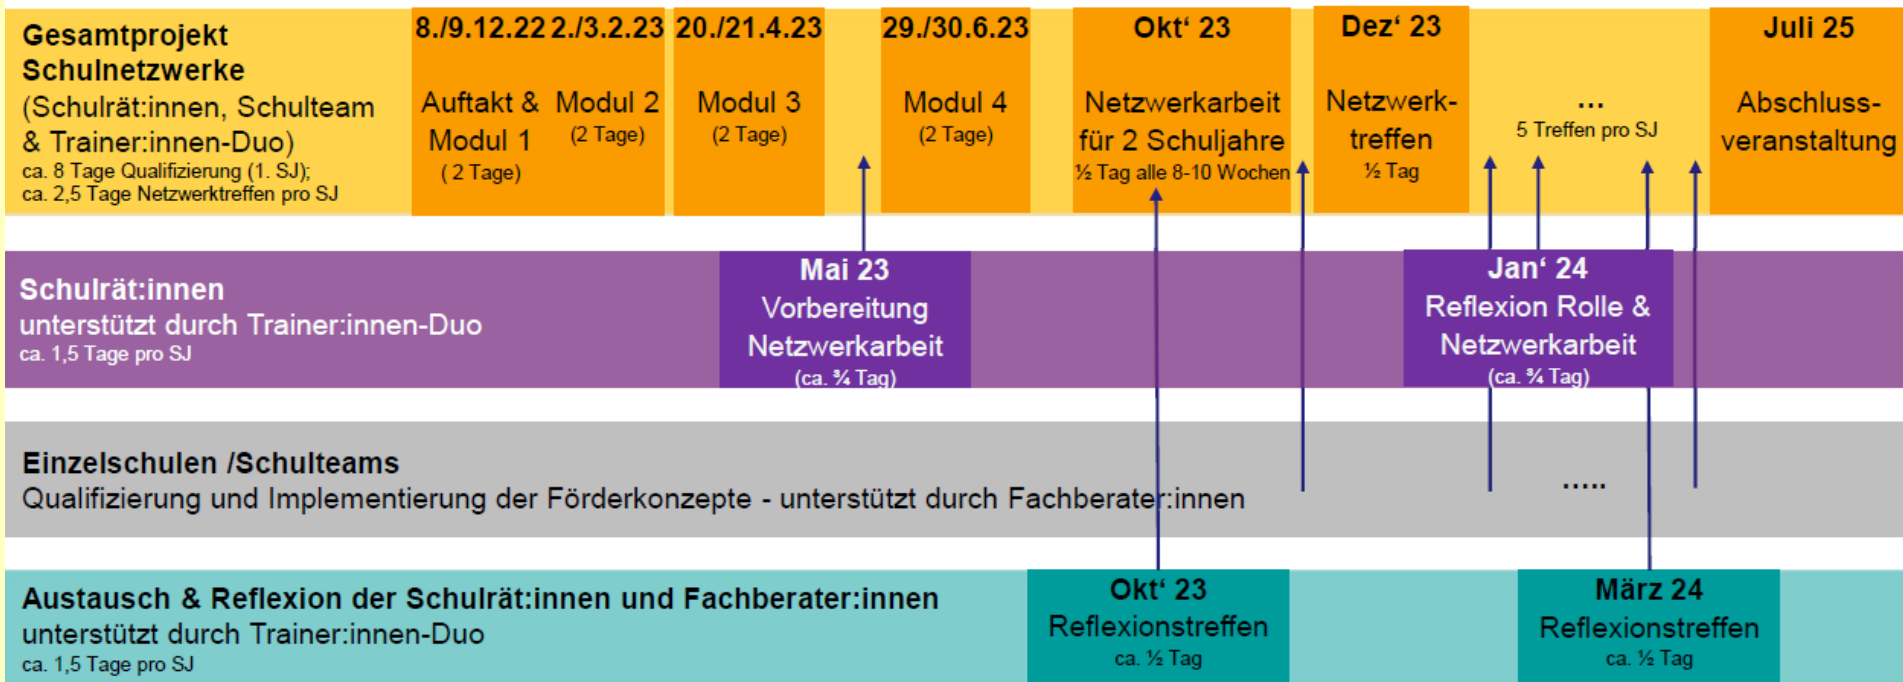 Gesamtprojekt
Schulnetzwerke
(Schulrät:innen, Schulteam
& Trainer:innen-Duo)
ca. 8 Tage Qualifizierung (1. SJ);
ca. 2,5 Tage Netzwerktreffen pro SJ
8./9.12.22
Auftakt &
Modul 1
( 2 Tage)
2./3.2.23
Modul 2
(2 Tage)
20./21.4.23
Modul 3
(2 Tage)
29./30.6.23
Modul 4
(2 Tage)
Okt‘ 23
Netzwerkarbeit
für 2 Schuljahre
½ Tag alle 8-10 Wochen
Dez‘ 23
Netzwerk-
treffen
½ Tag
...
5 Treffen pro SJ
Juli 25
Abschluss-
veranstaltung
Schulrät:innen
unterstützt durch Trainer:innen-Duo
ca. 1,5 Tage pro SJ
Mai 23
Vorbereitung
Netzwerkarbeit
(ca. ¾ Tag)
Jan‘ 24
Reflexion Rolle &
Netzwerkarbeit
(ca. ¾ Tag)
Einzelschulen /Schulteams
Qualifizierung und Implementierung der Förderkonzepte - unterstützt durch Fachberater:innen
.....
Austausch & Reflexion der Schulrät:innen und Fachberater:innen
unterstützt durch Trainer:innen-Duo
ca. 1,5 Tage pro SJ
Okt‘ 23
Reflexionstreffen
ca. ½ Tag
März 24
Reflexionstreffen
ca. ½ Tag